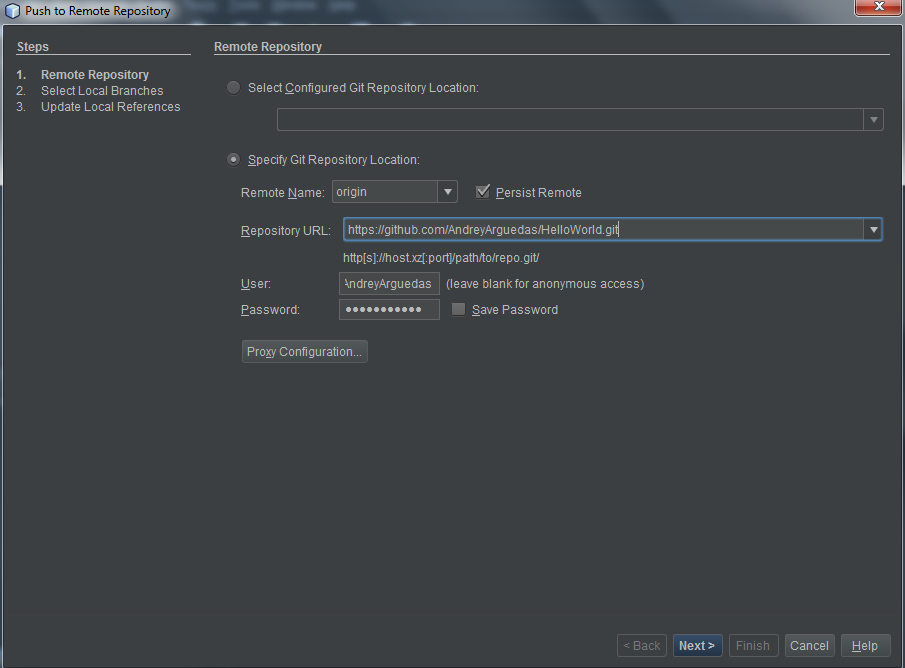 Push to Remote Repository
Steps
1. Remote Repository
2. Select Local Branches
3. Update Local References
Remote Repository
Select Configured Git Repository Location:
Specify Git Repository Location:
Remote Name: origin Persist Remote
Repository URL: https://github.com/AndreyArguedas/HelloWorld.git
http[s]://host.xz[:port]/path/to/repo.git/
User: AndreyArguedas (leave blank for anonymous access)
Password: ●●●●●●●●●●● Save Password
Proxy Configuration...
< Back Next > Finish Cancel Help